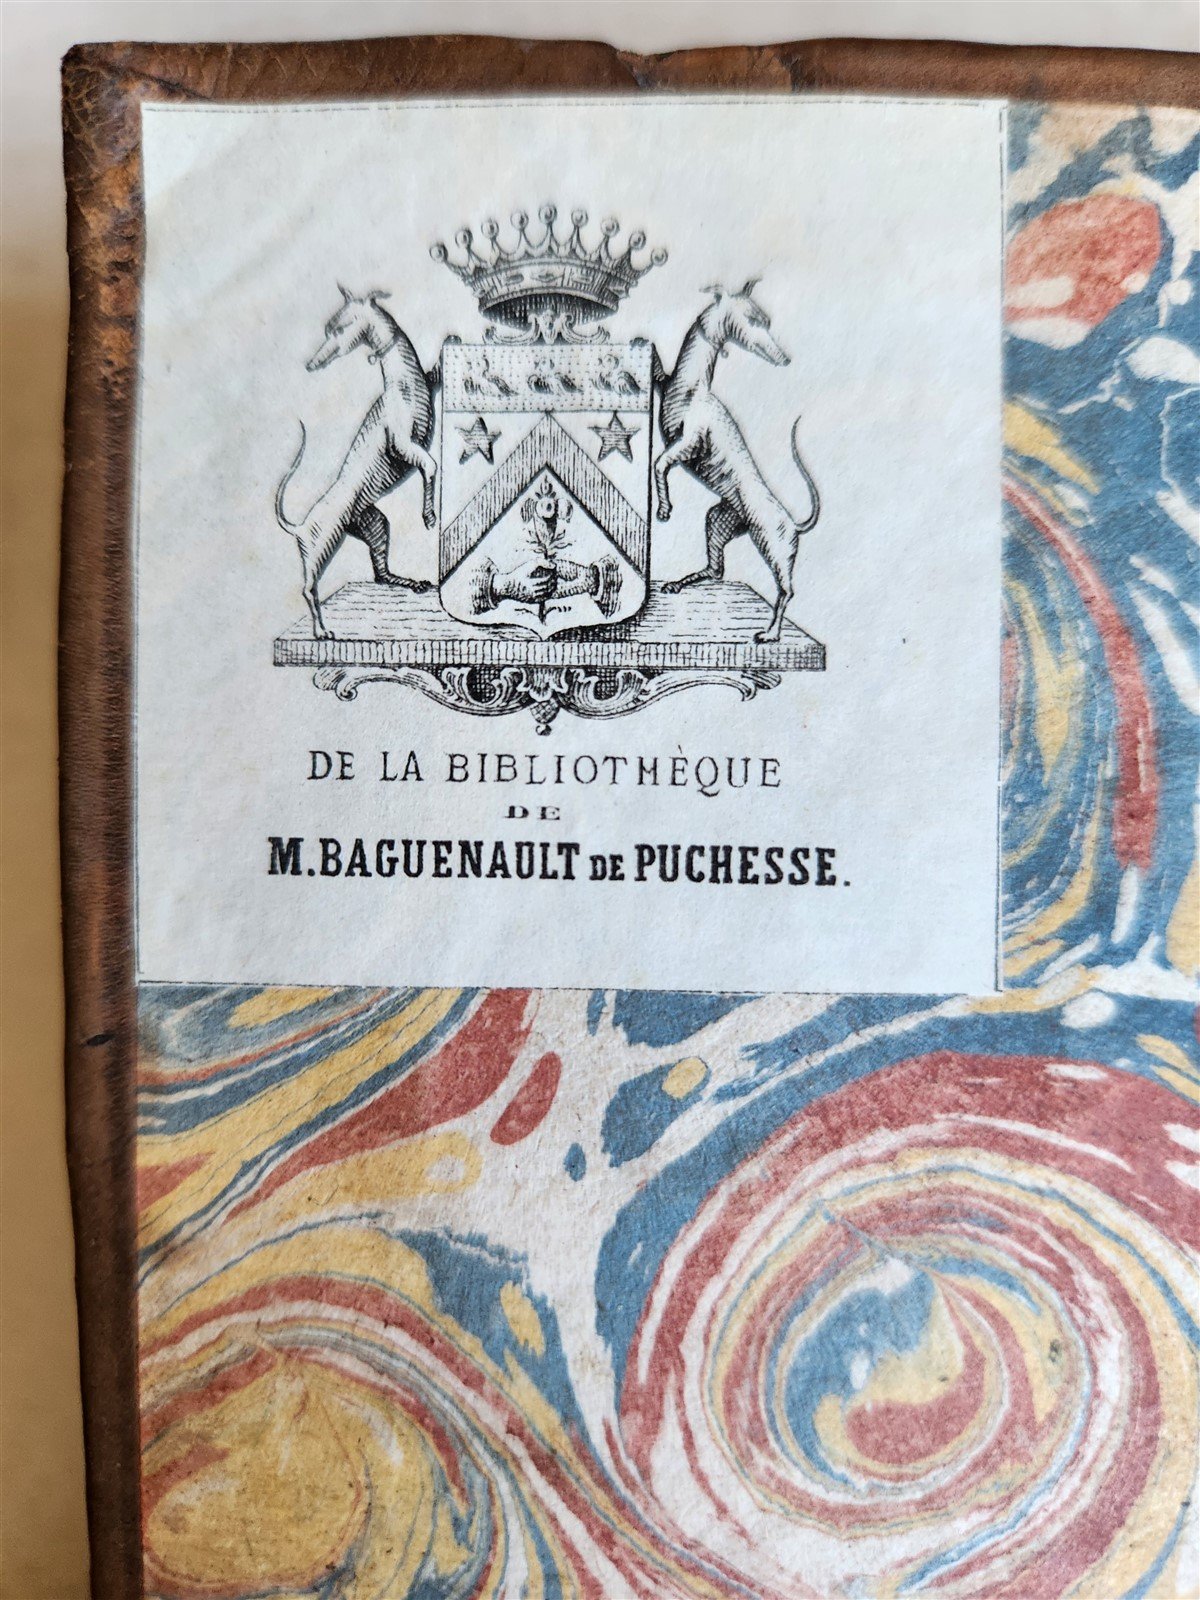 DE LA BIBLIOTHÈQUE
DE
M. BAGUENAULT DE PUCHESSE.